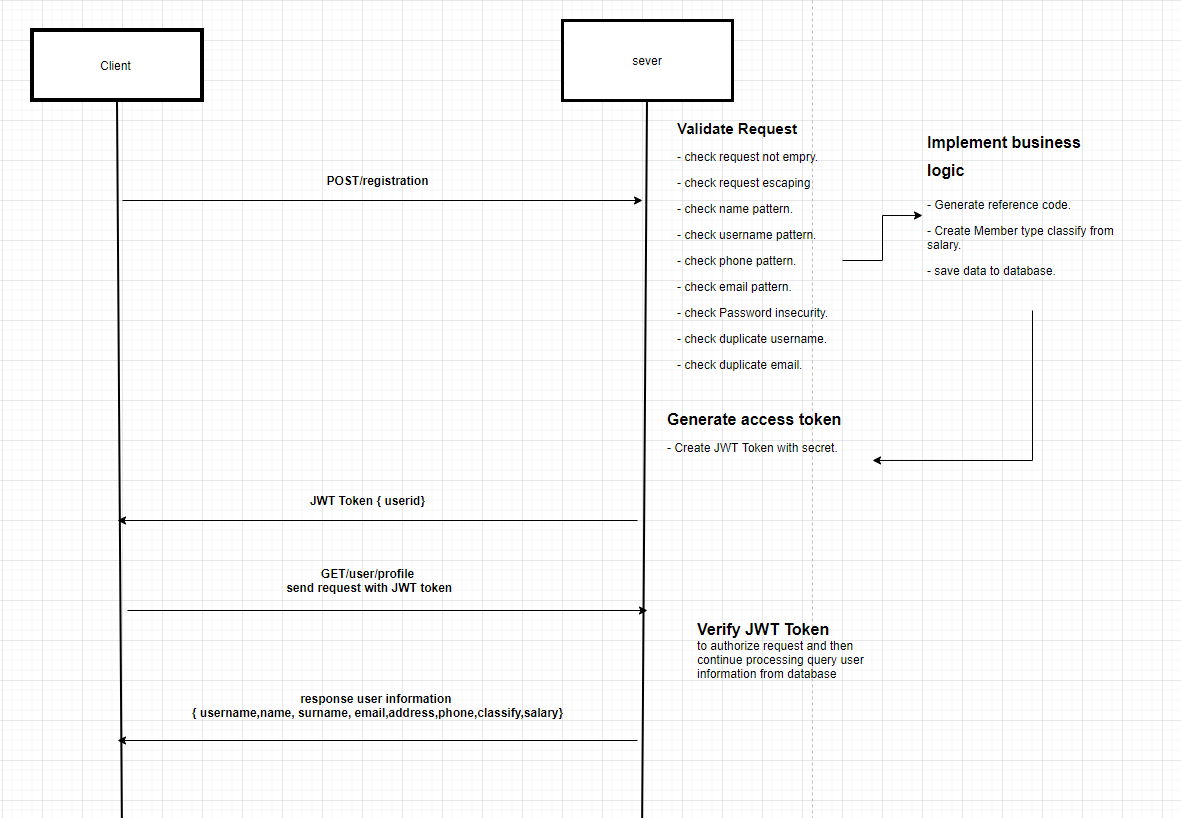 Client
sever
POST/registration
Validate Request
- check request not empry.
- check request escaping
- check name pattern.
- check username pattern.
- check phone pattern.
- check email pattern.
- check Password insecurity.
- check duplicate username.
- check duplicate email.
Implement business
logic
- Generate reference code.
- Create Member type classify from
salary.
- save data to database.
Generate access token
- Create JWT Token with secret.
JWT Token { userid}
GET/user/profile
send request with JWT token
Verify JWT Token
to authorize request and then
continue processing query user
information from database
response user information
{ username,name, surname, email,address,phone,classify,salary}